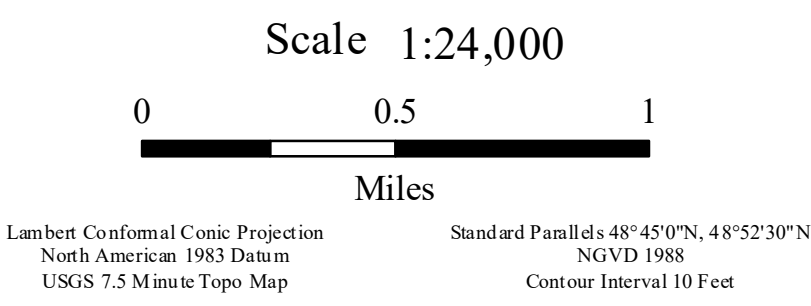 Scale 1:24,000
0 0.5 1
Miles
Lambert Conformal Conic Projection
North American 1983 Datum
USGS 7.5 Minute Topo Map
Standard Parallels 48°45'0"N, 48°52'30"N
NGVD 1988
Contour Interval 10 Feet